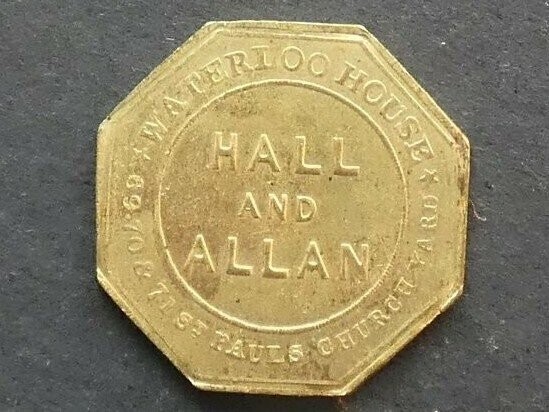 ★ WATERLOO HOUSE ★
HALL
AND
ALLAN
69.70 & 71 ST PAULS CHURCH YARD